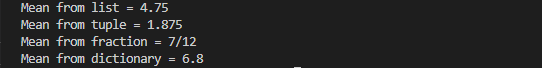 Mean from list = 4.75
Mean from tuple = 1.875
Mean from fraction = 7/12
Mean from dictionary = 6.8